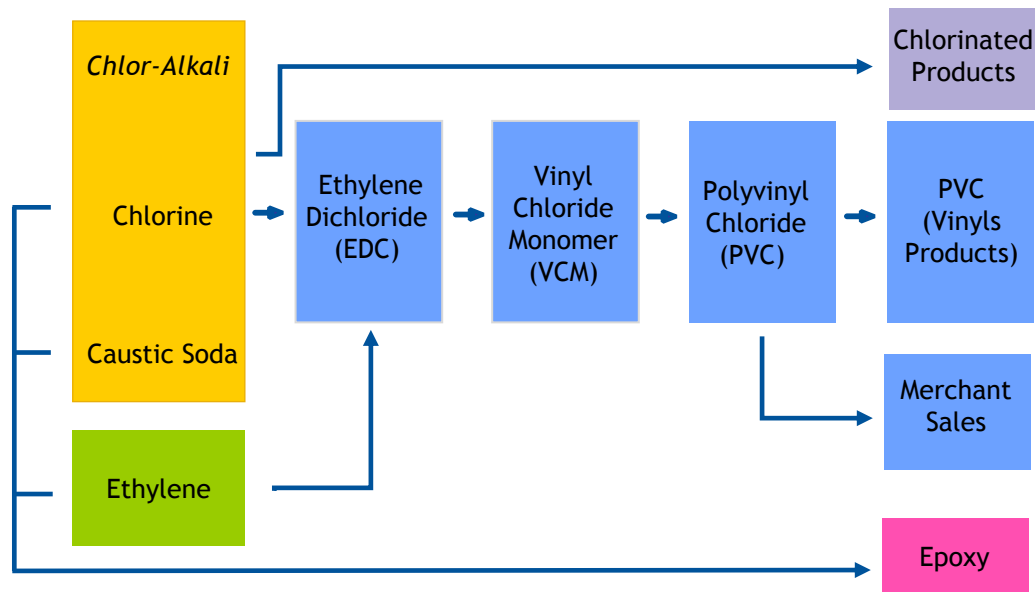 Chlor-Alkali
Chlorine
Caustic Soda
Ethylene
Ethylene
Dichloride
(EDC)
Vinyl
Chloride
Monomer
(VCM)
Polyvinyl
Chloride
(PVC)
Chlorinated
Products
PVC
(Vinyls
Products)
Merchant
Sales
Epoxy